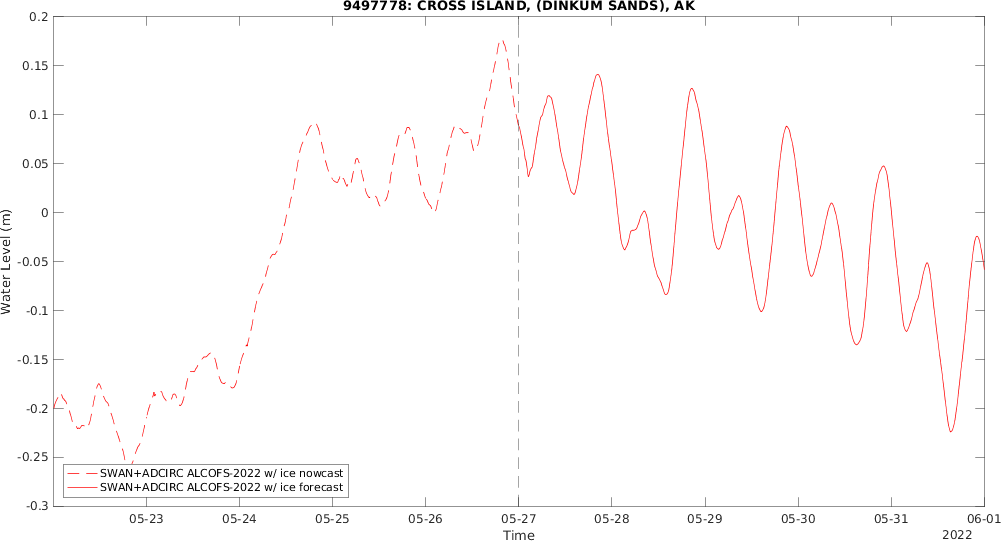 9497778: CROSS ISLAND, (DINKUM SANDS), AK
0.2
0.15
0.1
0.05
0
-0.05
-0.1
-0.15
-0.2
-0.25
-0.3
Water Level (m)
SWAN+ADCIRC ALCOFS-2022 w/ ice nowcast
SWAN+ADCIRC ALCOFS-2022 w/ ice forecast
05-23 05-24 05-25 05-26 05-27 05-28 05-29 05-30 05-31 06-01
Time 2022